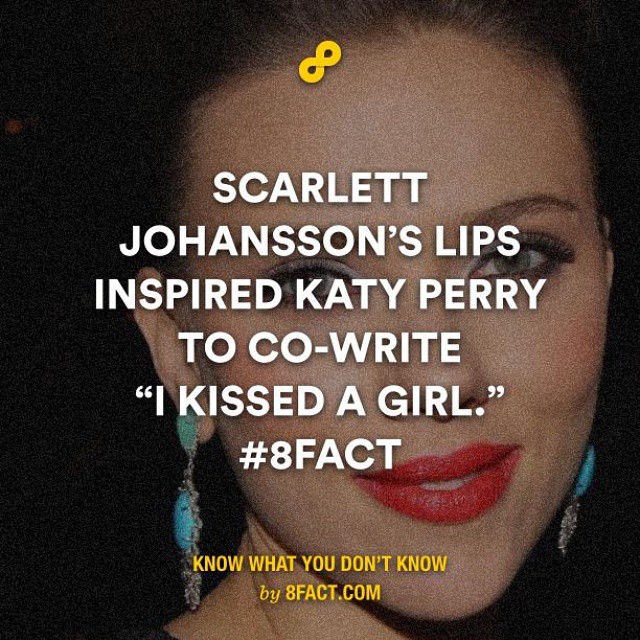 SCARLETT
JOHANSSON’S LIPS
INSPIRED KATY PERRY
TO CO-WRITE
“I KISSED A GIRL.”
#8FACT
KNOW WHAT YOU DON’T KNOW
by 8FACT.COM